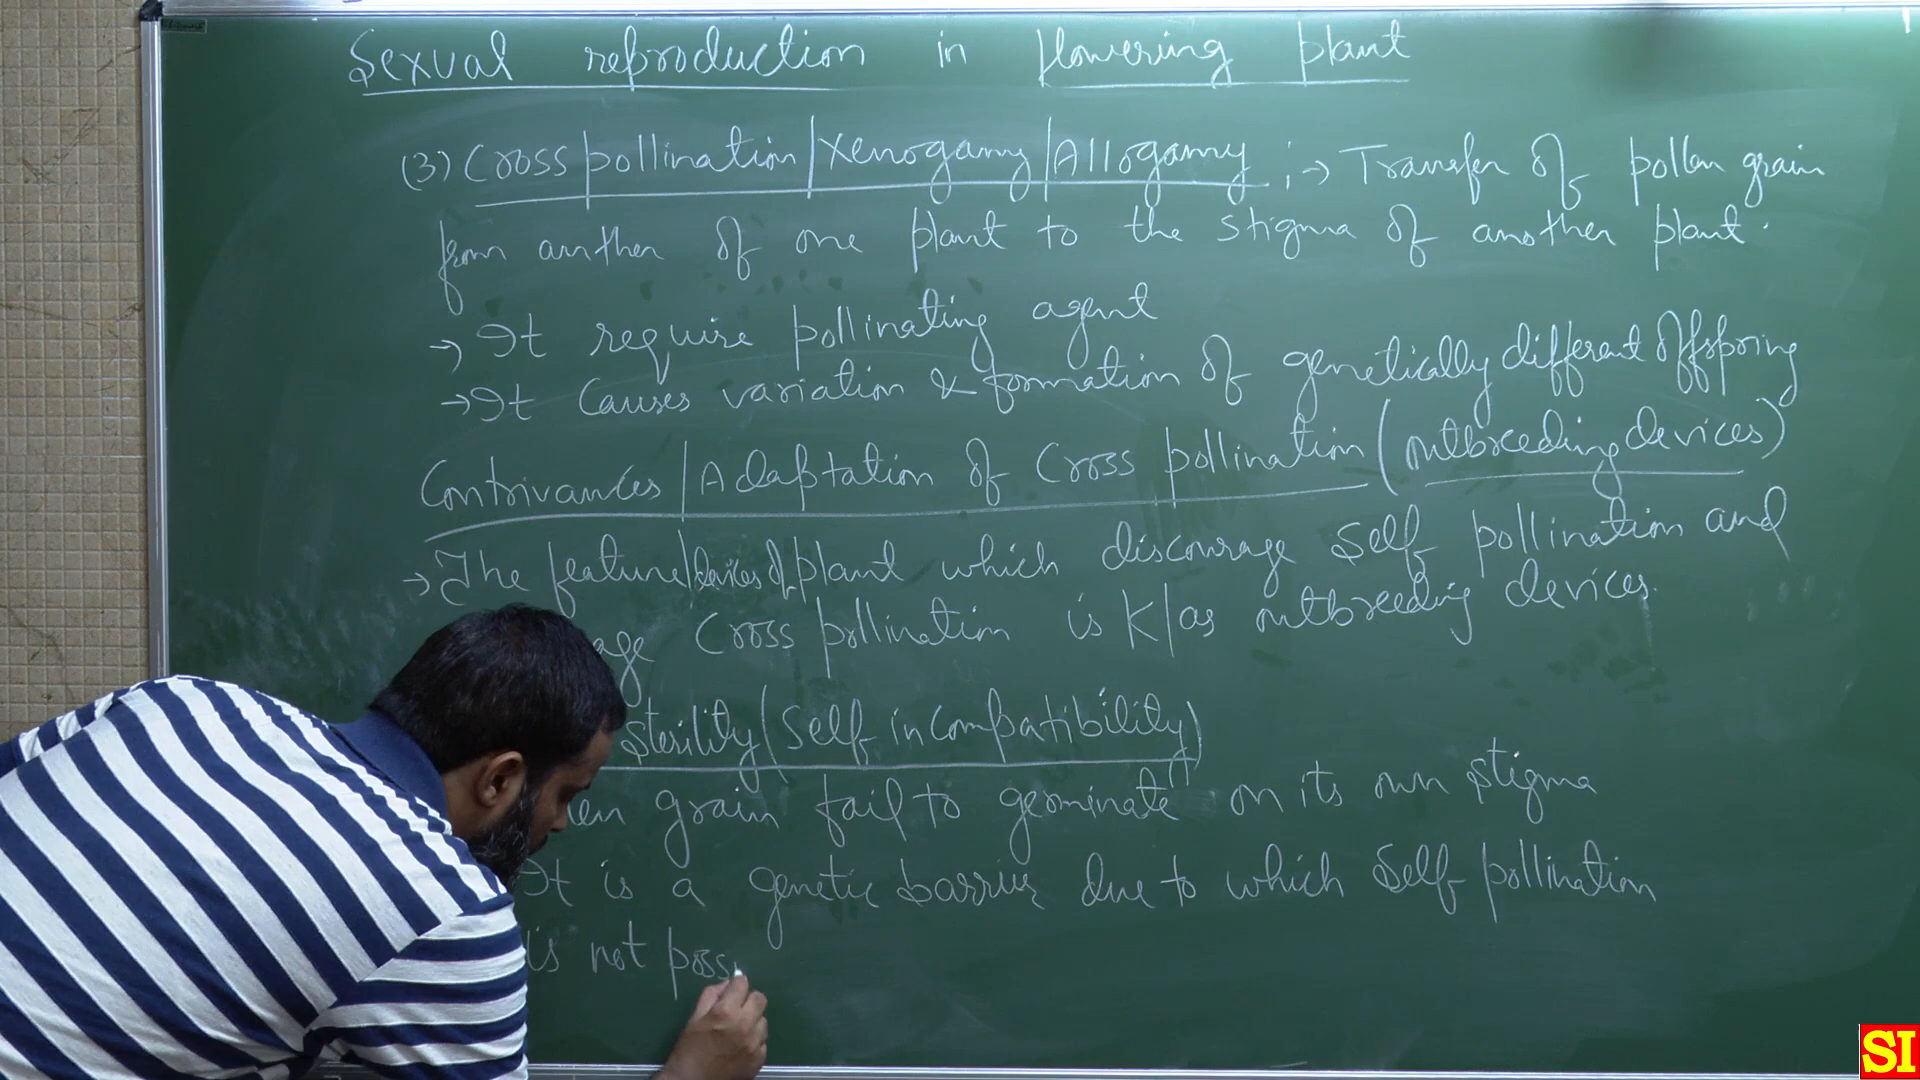 Sexual reproduction in flowering plant
(3) Cross pollination/Xenogamy/Allogamy :→ Transfer of pollen grain
from anther of one plant to the stigma of another plant.
→ It require pollinating agent
→ It causes variation & formation of genetically different offspring
Contrivances/Adaptation of Cross pollination (outbreeding devices)
→ The feature/devices of plant which discourage self pollination and
age Cross pollination is K/as outbreeding devices.
sterility (self incompatibility)
len grain fail to germinate on its own stigma
It is a genetic barrier due to which self pollination
is not poss
SI